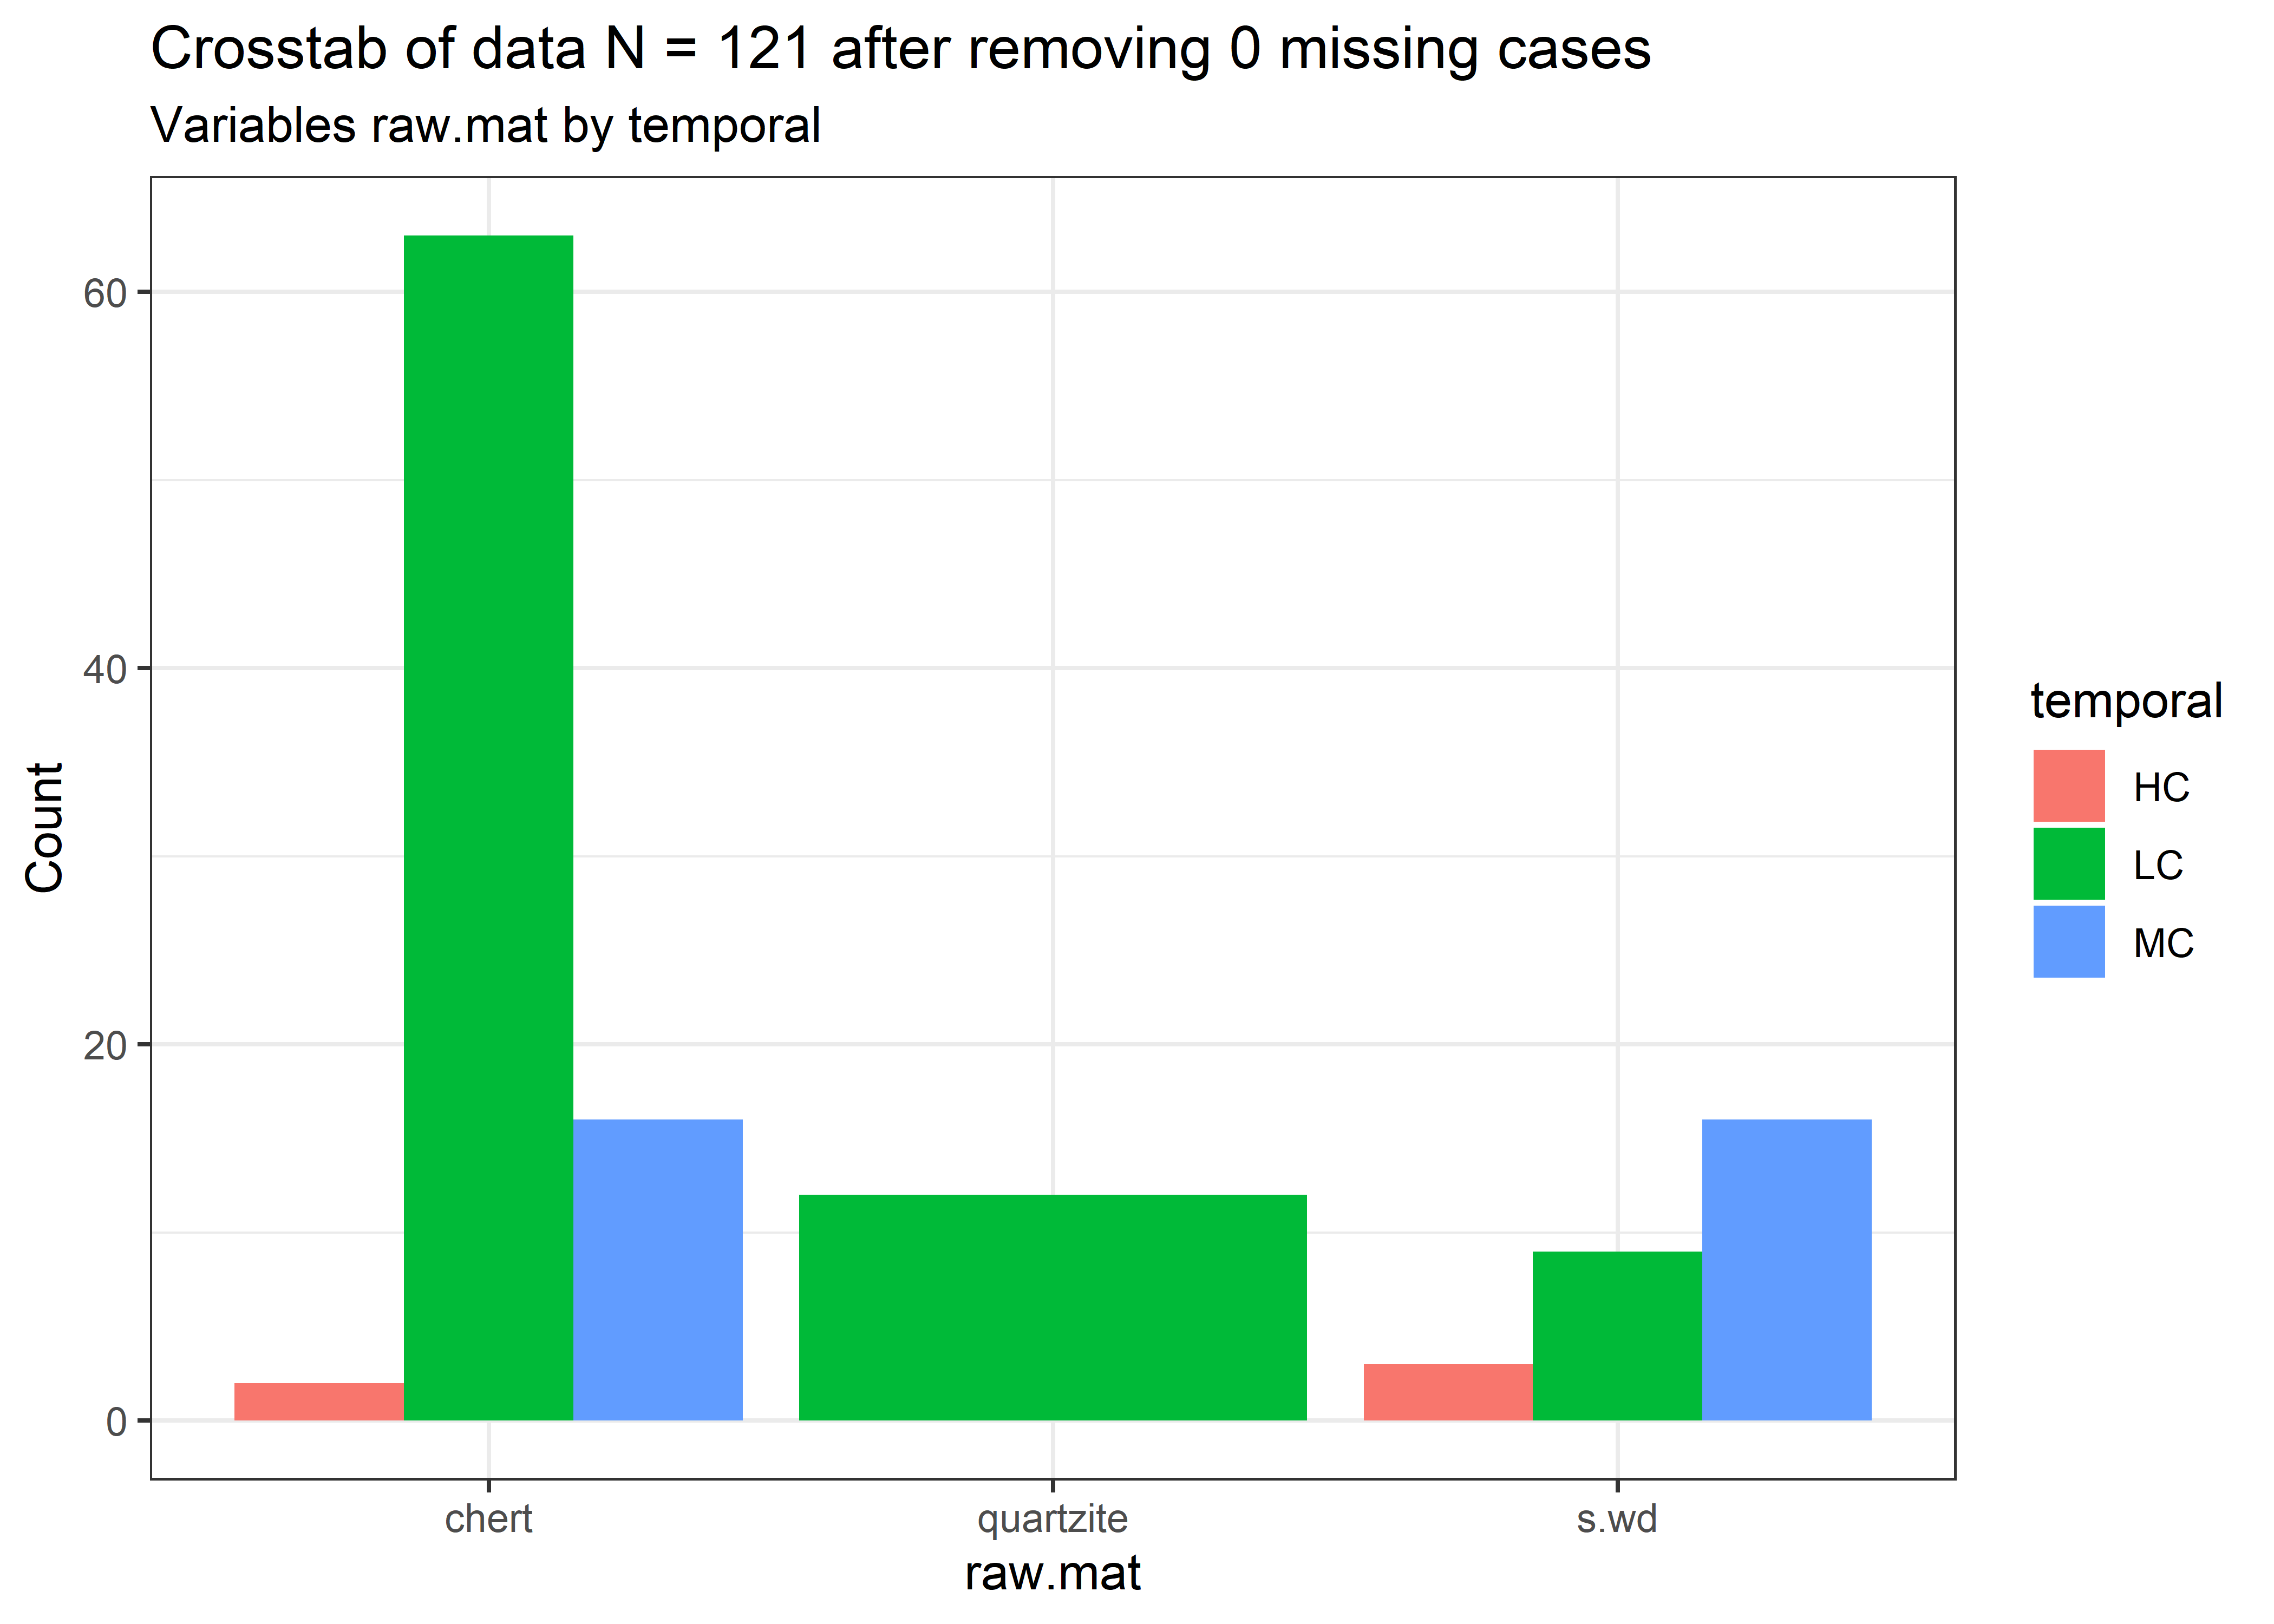 Crosstab of data N = 121 after removing 0 missing cases
Variables raw.mat by temporal
60
40
20
0
Count
chert
quartzite
s.wd
raw.mat
temporal
HC
LC
MC